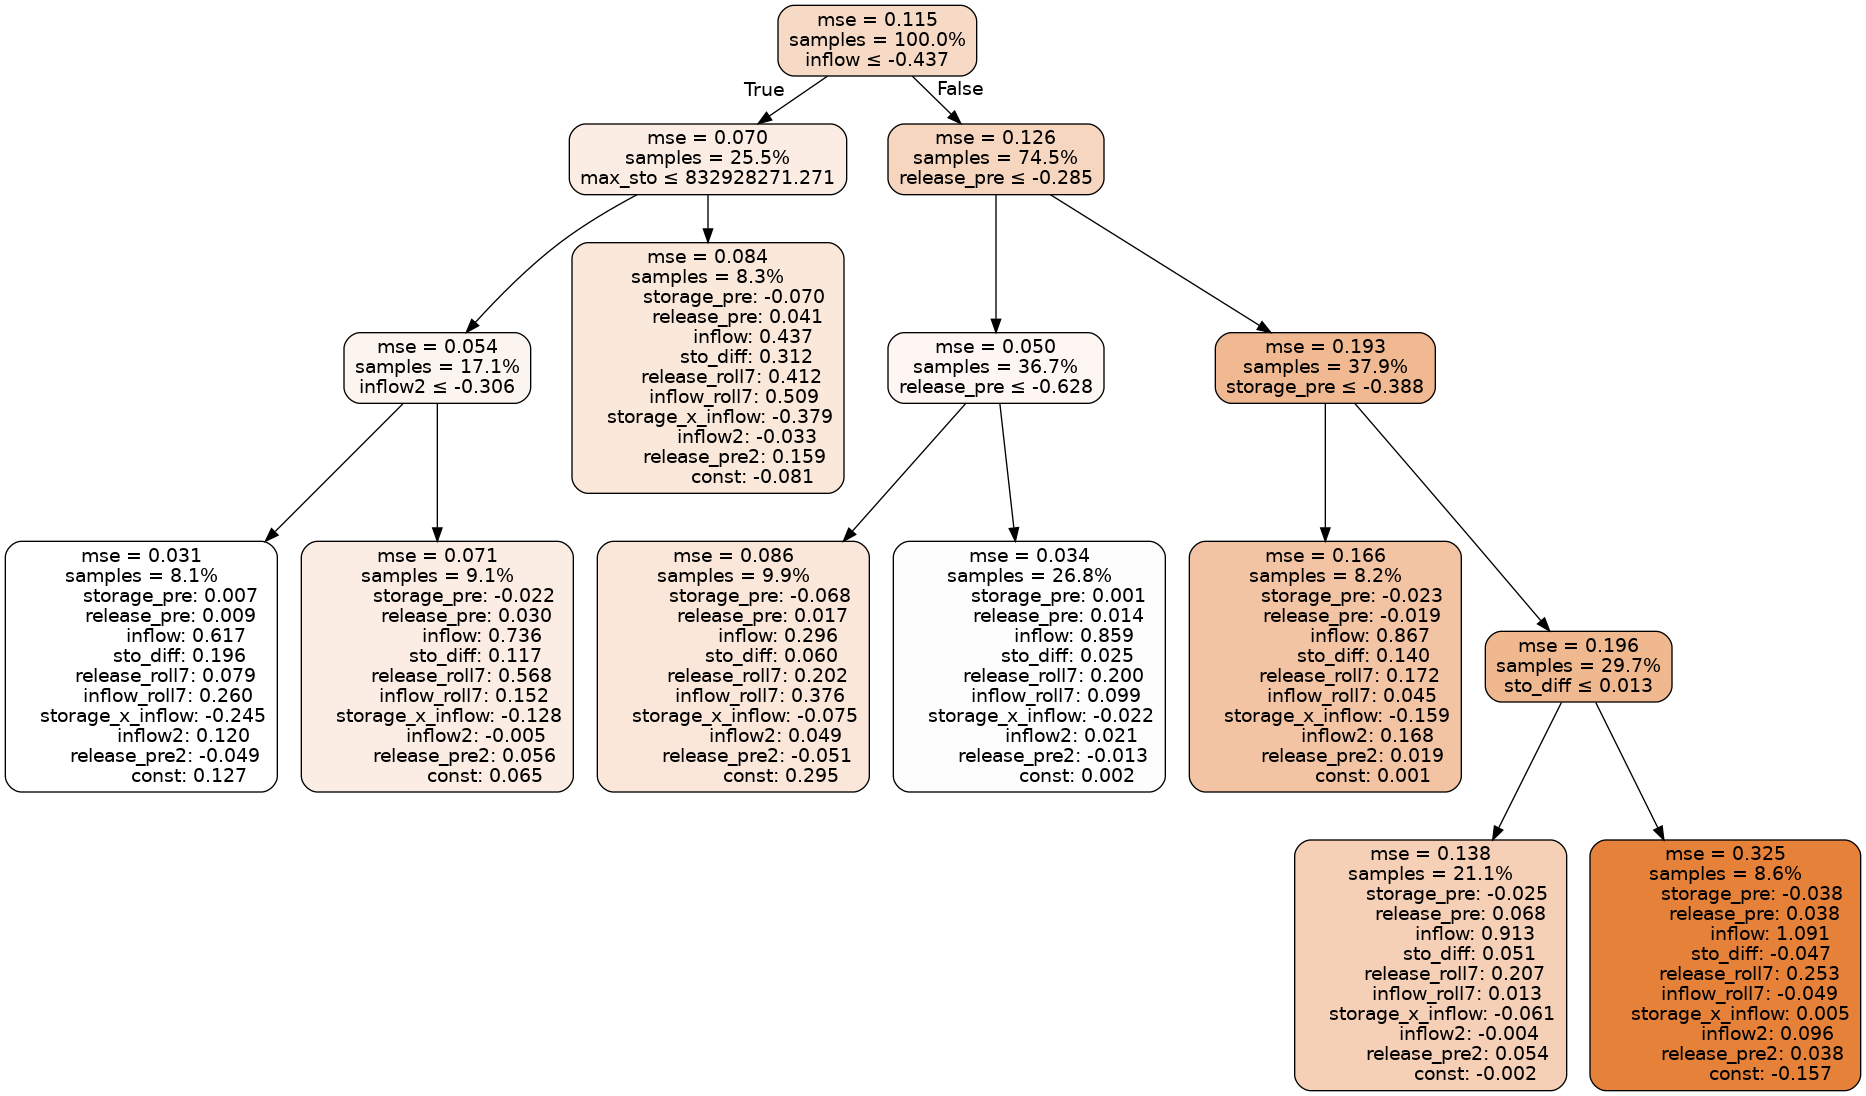 mse = 0.115
samples = 100.0%
inflow ≤ -0.437
True
False
mse = 0.070
samples = 25.5%
max_sto ≤ 832928271.271
mse = 0.126
samples = 74.5%
release_pre ≤ -0.285
mse = 0.084
samples = 8.3%
storage_pre: -0.070
release_pre: 0.041
inflow: 0.437
sto_diff: 0.312
release_roll7: 0.412
inflow_roll7: 0.509
storage_x_inflow: -0.379
inflow2: -0.033
release_pre2: 0.159
const: -0.081
mse = 0.054
samples = 17.1%
inflow2 ≤ -0.306
mse = 0.050
samples = 36.7%
release_pre ≤ -0.628
mse = 0.193
samples = 37.9%
storage_pre ≤ -0.388
mse = 0.031
samples = 8.1%
storage_pre: 0.007
release_pre: 0.009
inflow: 0.617
sto_diff: 0.196
release_roll7: 0.079
inflow_roll7: 0.260
storage_x_inflow: -0.245
inflow2: 0.120
release_pre2: -0.049
const: 0.127
mse = 0.071
samples = 9.1%
storage_pre: -0.022
release_pre: 0.030
inflow: 0.736
sto_diff: 0.117
release_roll7: 0.568
inflow_roll7: 0.152
storage_x_inflow: -0.128
inflow2: -0.005
release_pre2: 0.056
const: 0.065
mse = 0.086
samples = 9.9%
storage_pre: -0.068
release_pre: 0.017
inflow: 0.296
sto_diff: 0.060
release_roll7: 0.202
inflow_roll7: 0.376
storage_x_inflow: -0.075
inflow2: 0.049
release_pre2: -0.051
const: 0.295
mse = 0.034
samples = 26.8%
storage_pre: 0.001
release_pre: 0.014
inflow: 0.859
sto_diff: 0.025
release_roll7: 0.200
inflow_roll7: 0.099
storage_x_inflow: -0.022
inflow2: 0.021
release_pre2: -0.013
const: 0.002
mse = 0.166
samples = 8.2%
storage_pre: -0.023
release_pre: -0.019
inflow: 0.867
sto_diff: 0.140
release_roll7: 0.172
inflow_roll7: 0.045
storage_x_inflow: -0.159
inflow2: 0.168
release_pre2: 0.019
const: 0.001
mse = 0.196
samples = 29.7%
sto_diff ≤ 0.013
mse = 0.138
samples = 21.1%
storage_pre: -0.025
release_pre: 0.068
inflow: 0.913
sto_diff: 0.051
release_roll7: 0.207
inflow_roll7: 0.013
storage_x_inflow: -0.061
inflow2: -0.004
release_pre2: 0.054
const: -0.002
mse = 0.325
samples = 8.6%
storage_pre: -0.038
release_pre: 0.038
inflow: 1.091
sto_diff: -0.047
release_roll7: 0.253
inflow_roll7: -0.049
storage_x_inflow: 0.005
inflow2: 0.096
release_pre2: 0.038
const: -0.157